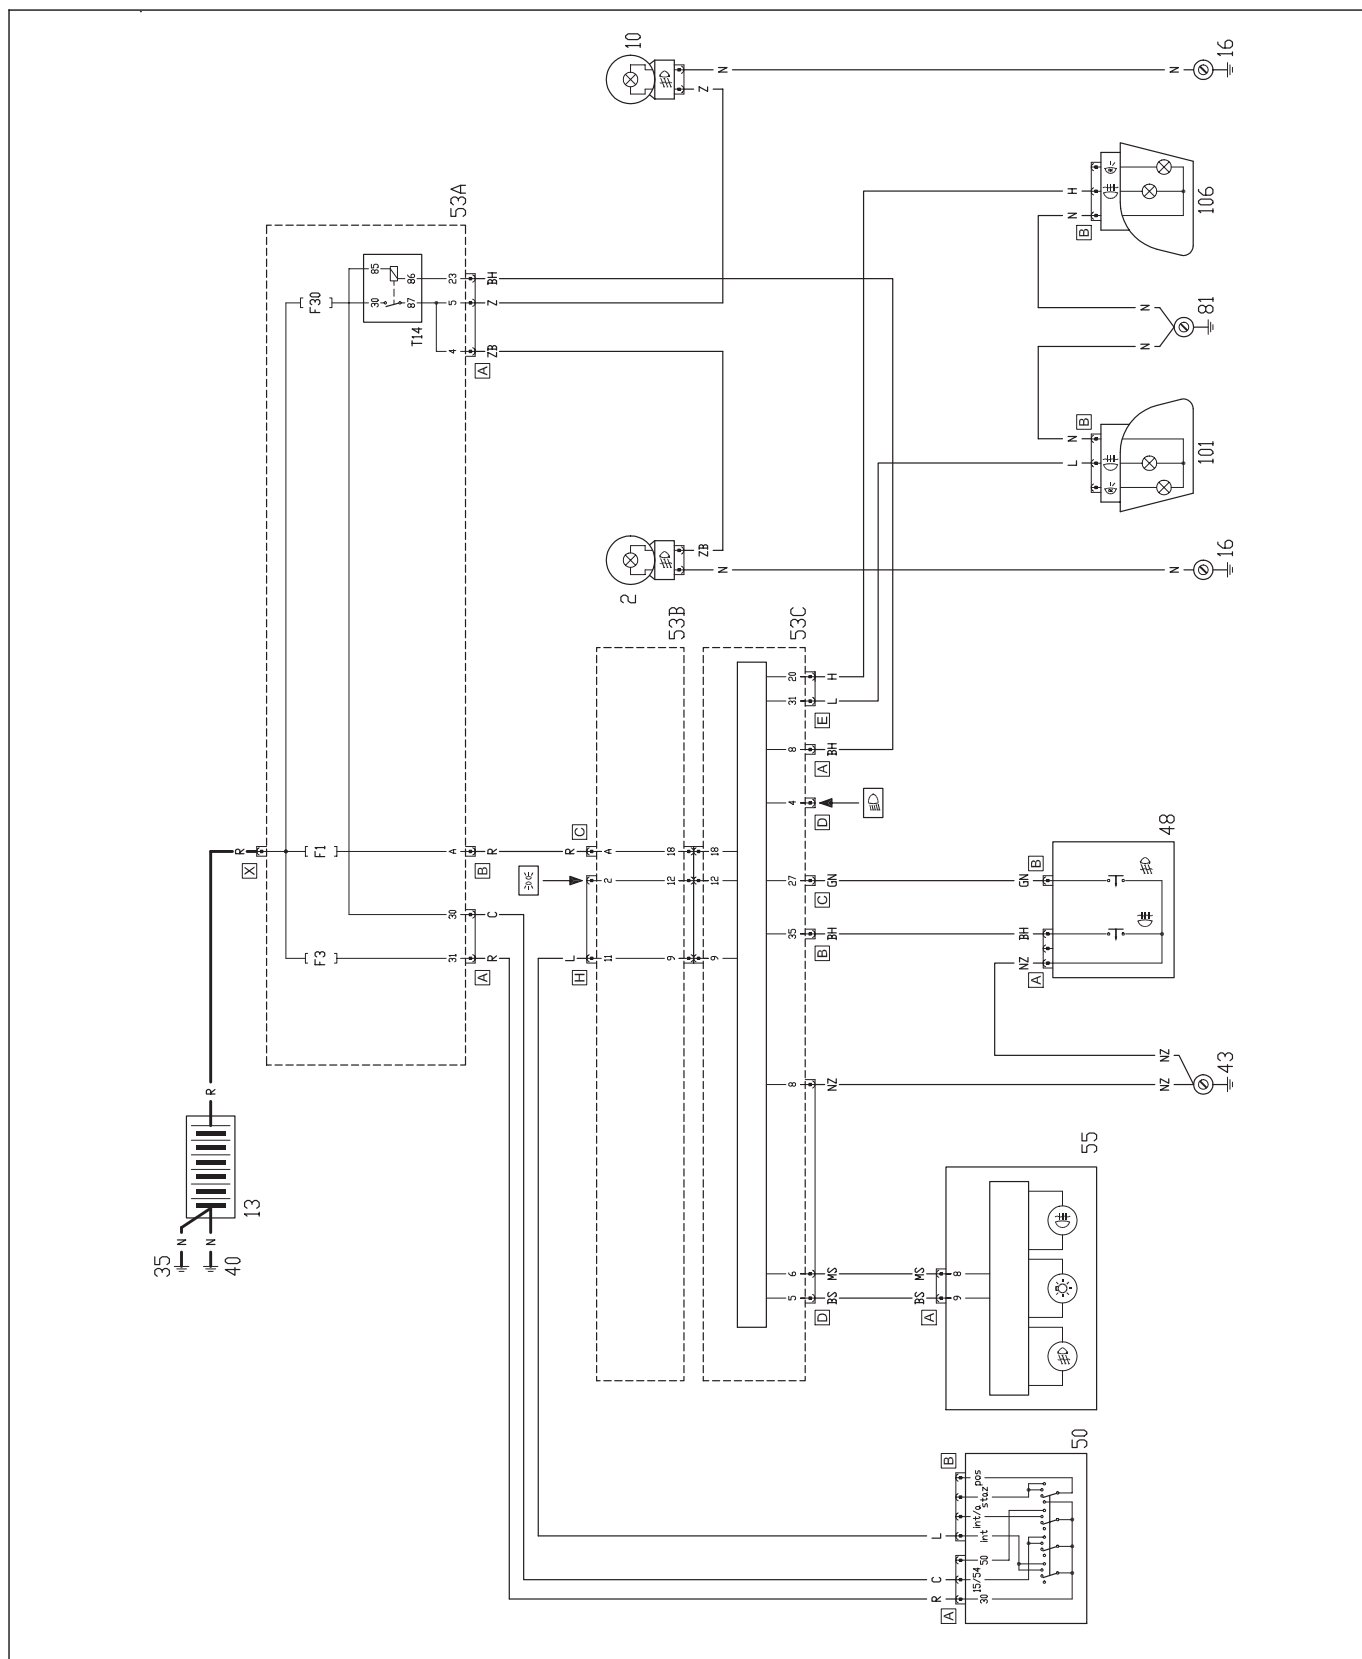 10
N
Z
N
16
53A
85
86
23
BH
F30
30
87
5
Z
T14
4
ZB
A
H
N
B
106
N
81
N
B
N
L
101
2
ZB
N
N
16
53B
53C
20
H
31
L
E
8
BH
A
4
D
R
X
F1
A
B
R
R
C
A
18
18
2
12
12
27
C
GN
GN
B
48
30
C
35
B
BH
BH
F3
31
A
R
L
H
11
9
9
NZ
A
R
8
NZ
NZ
NZ
43
13
35
N
N
40
6
MS
MS
8
5
BS
BS
9
D
A
55
50
B
pos
staz
int/a
int
L
50
15/54
C
30
R
A